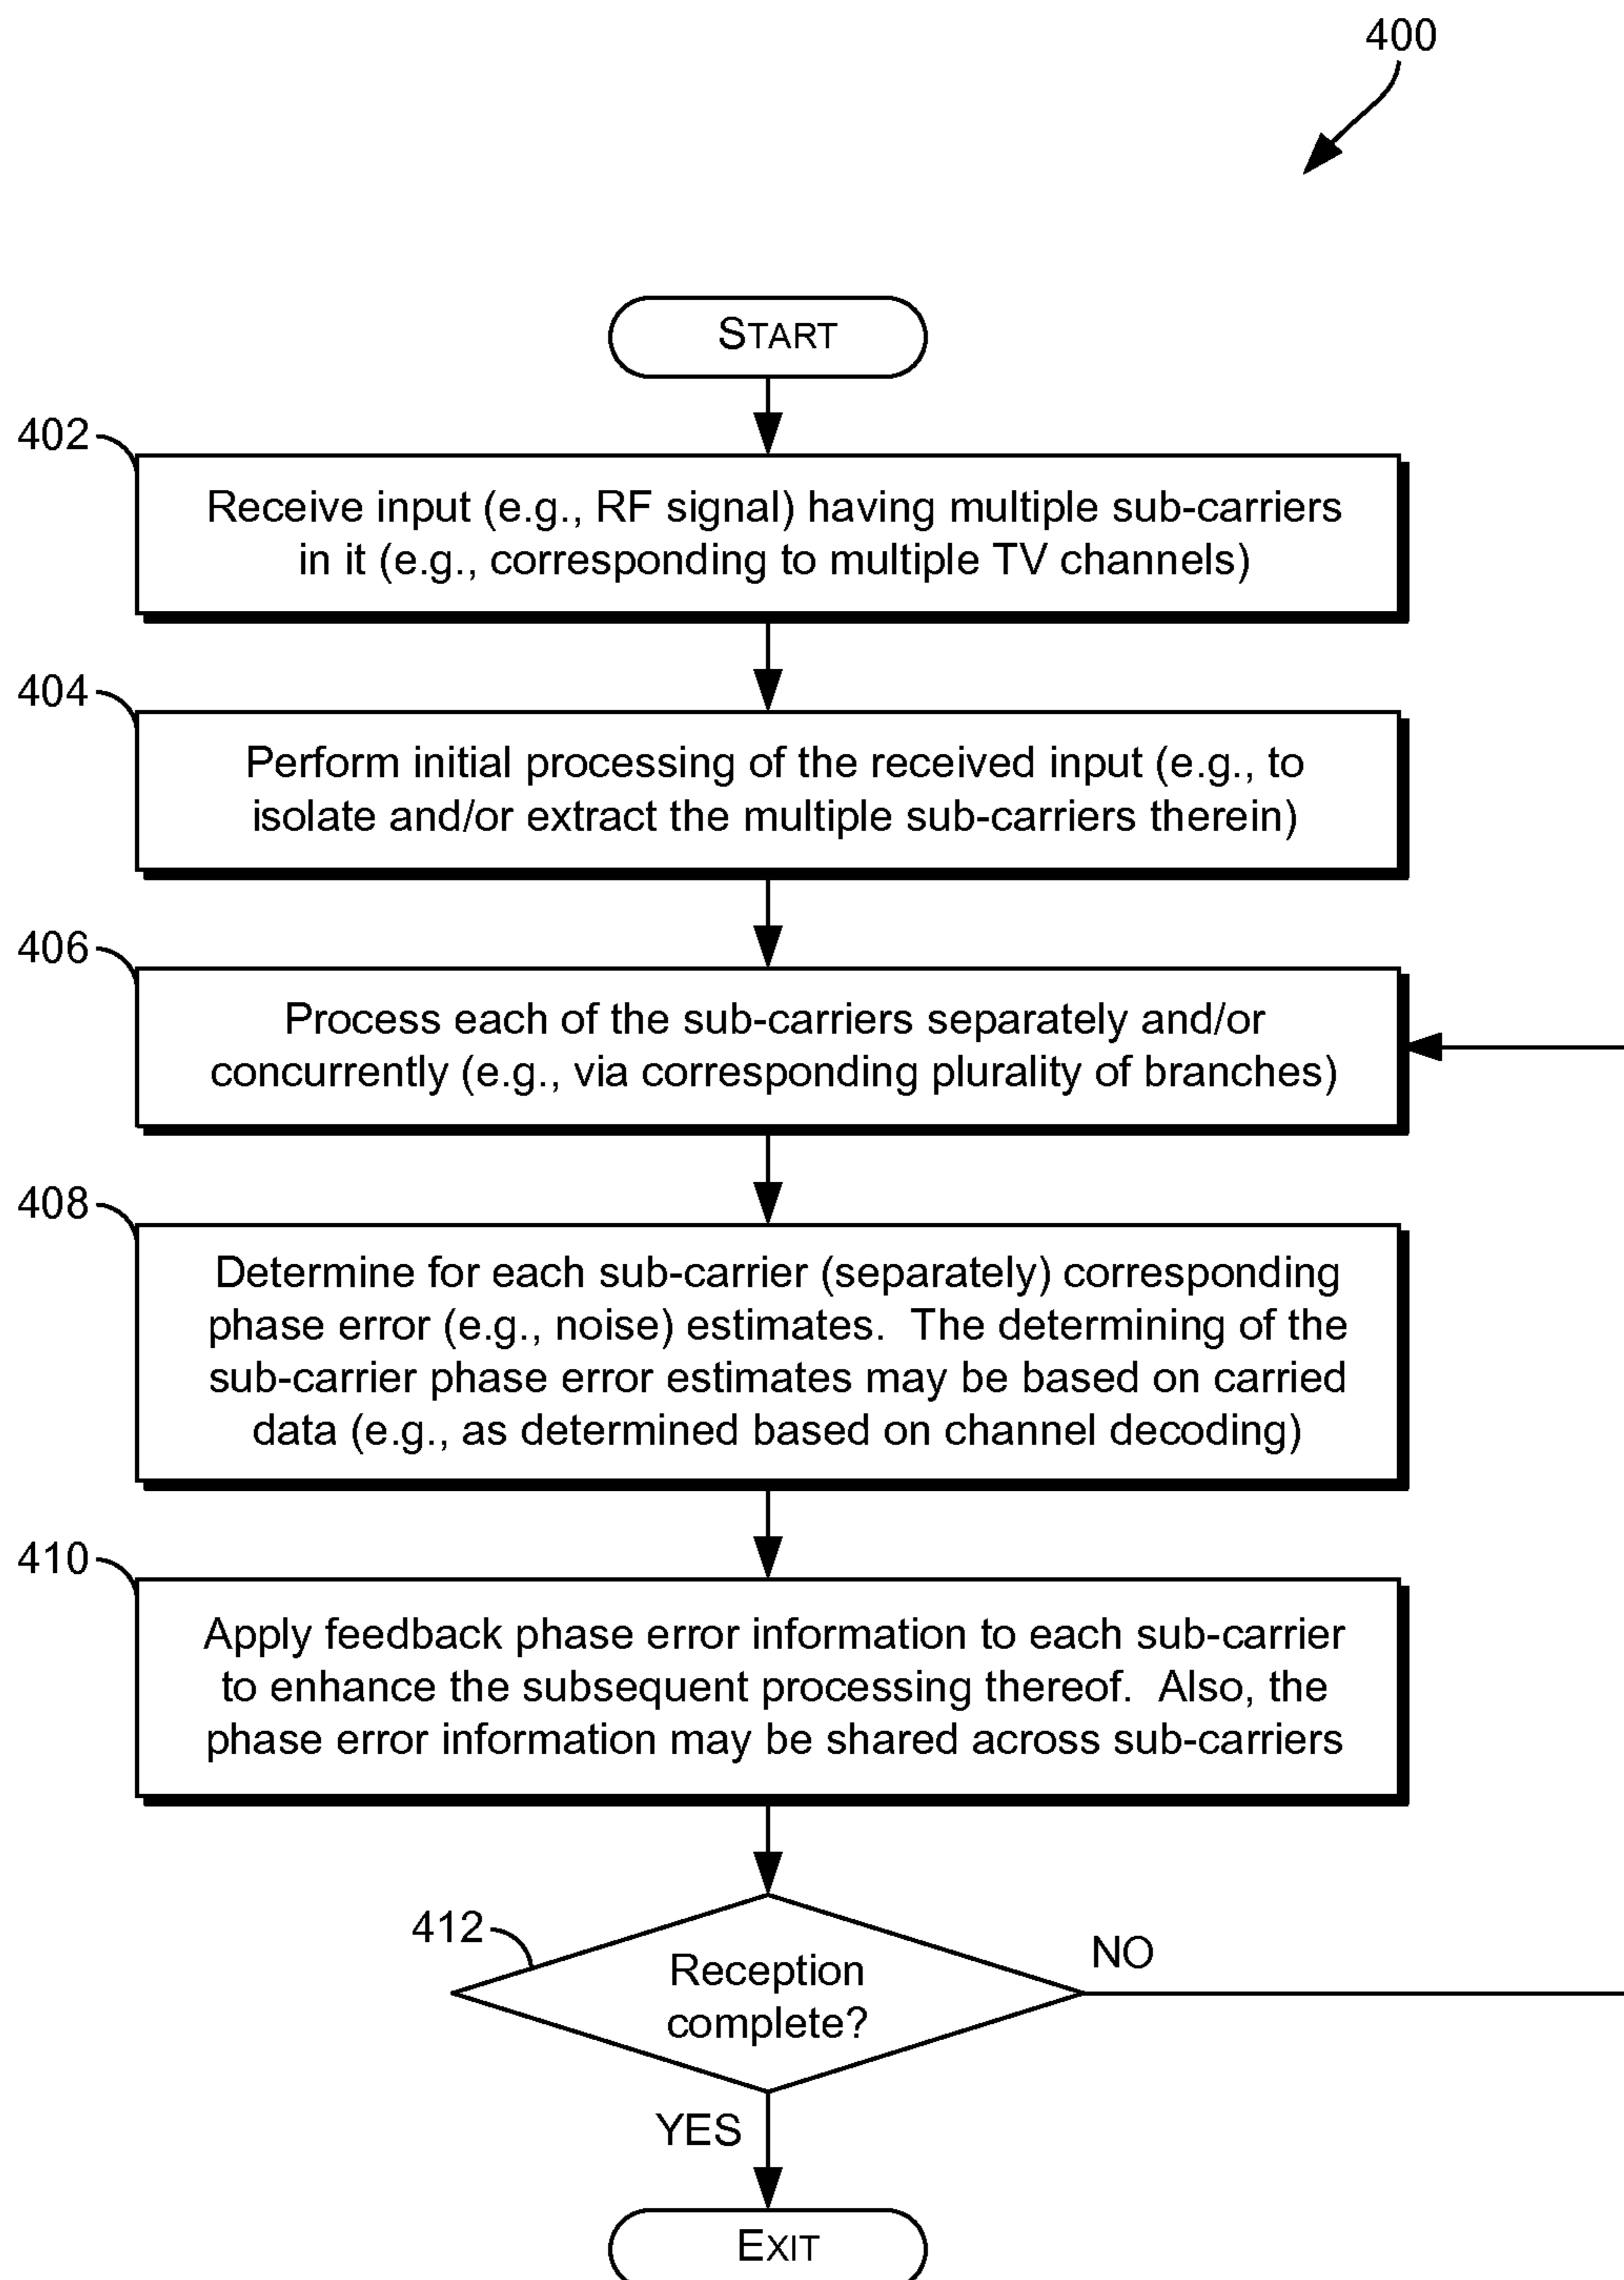 400
START
402
Receive input (e.g., RF signal) having multiple sub-carriers
in it (e.g., corresponding to multiple TV channels)
404
Perform initial processing of the received input (e.g., to
isolate and/or extract the multiple sub-carriers therein)
406
Process each of the sub-carriers separately and/or
concurrently (e.g., via corresponding plurality of branches)
408
Determine for each sub-carrier (separately) corresponding
phase error (e.g., noise) estimates.  The determining of the
sub-carrier phase error estimates may be based on carried
data (e.g., as determined based on channel decoding)
410
Apply feedback phase error information to each sub-carrier
to enhance the subsequent processing thereof.  Also, the
phase error information may be shared across sub-carriers
412
Reception
complete?
NO
YES
EXIT